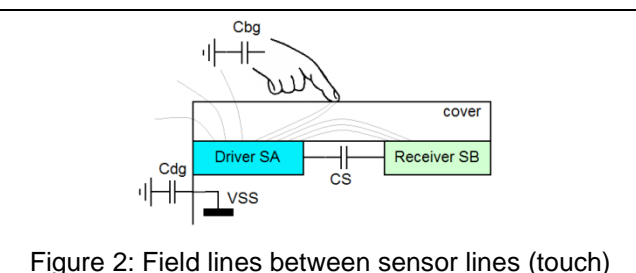 Cbg
cover
Driver SA
Receiver SB
Cdg
CS
VSS
Figure 2: Field lines between sensor lines (touch)